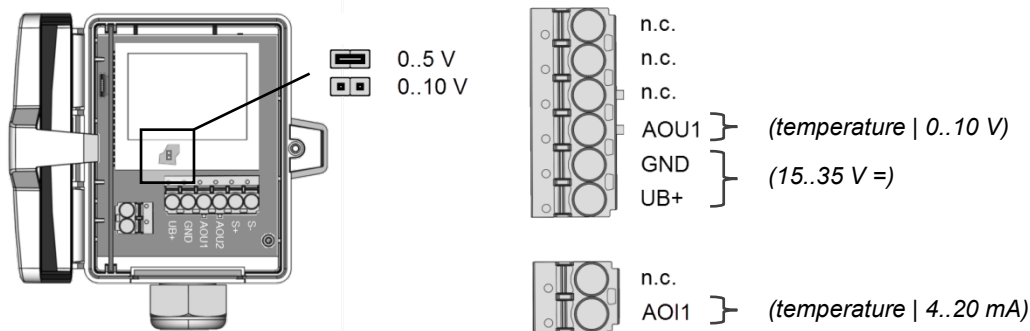 0..5 V
0..10 V
UB+
GND
AOU1
AOU2
S+
S-
n.c.
n.c.
n.c.
AOU1 (temperature | 0..10 V)
GND
(15..35 V =)
UB+
n.c.
AOI1 (temperature | 4..20 mA)